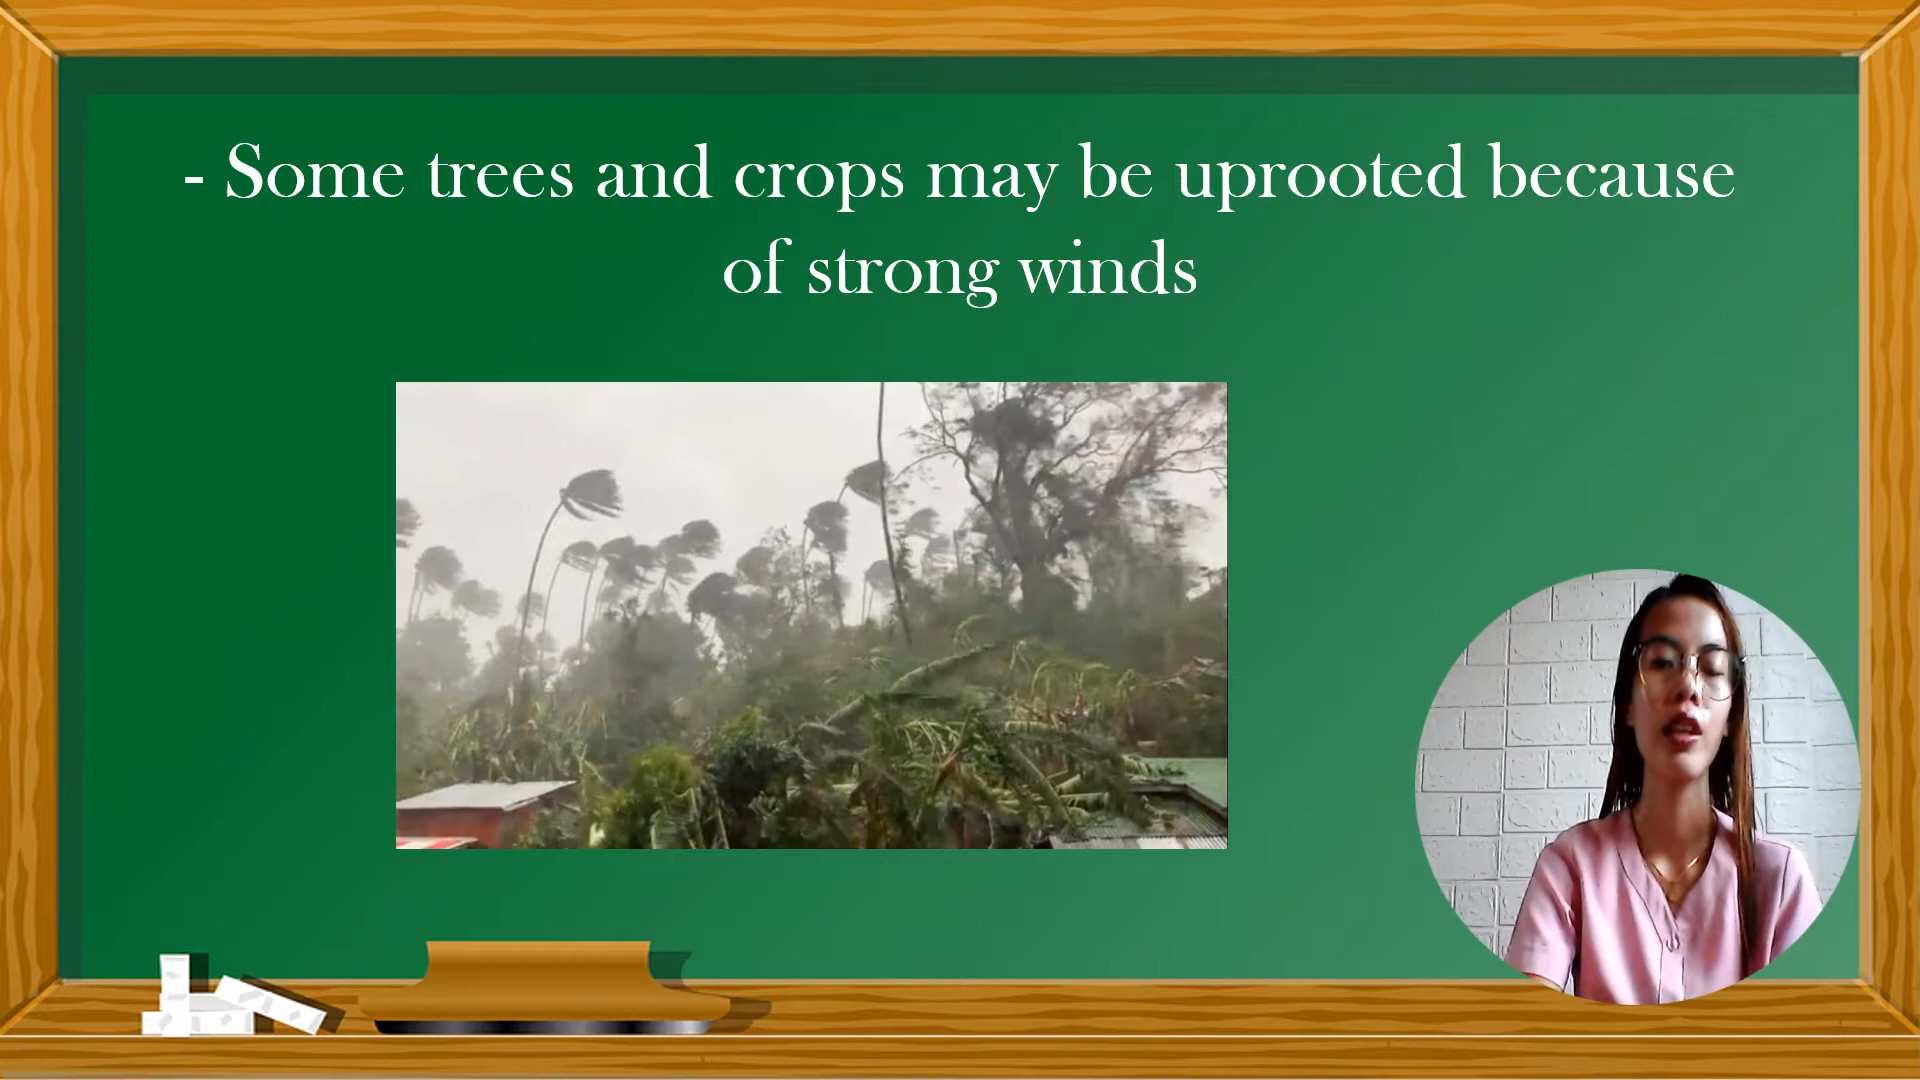 - Some trees and crops may be uprooted because
of strong winds